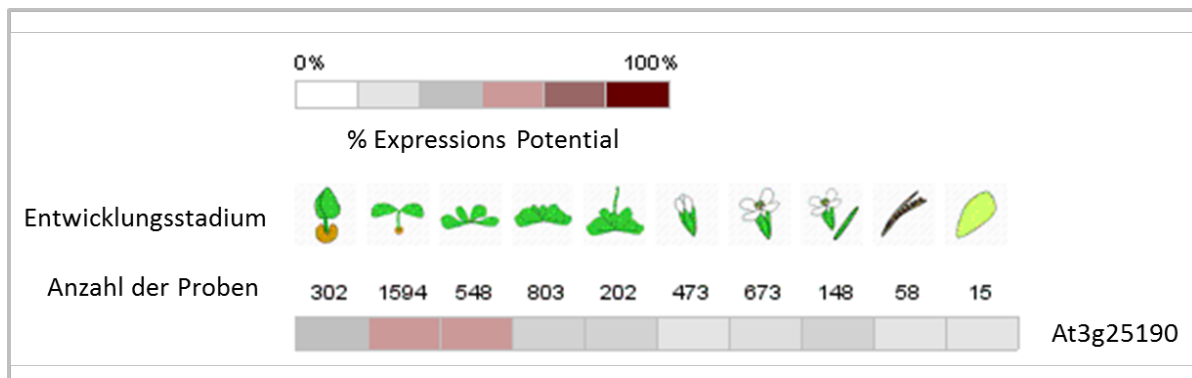 0% 100%
% Expressions Potential
Entwicklungsstadium
Anzahl der Proben 302 1594 548 803 202 473 673 148 58 15
At3g25190